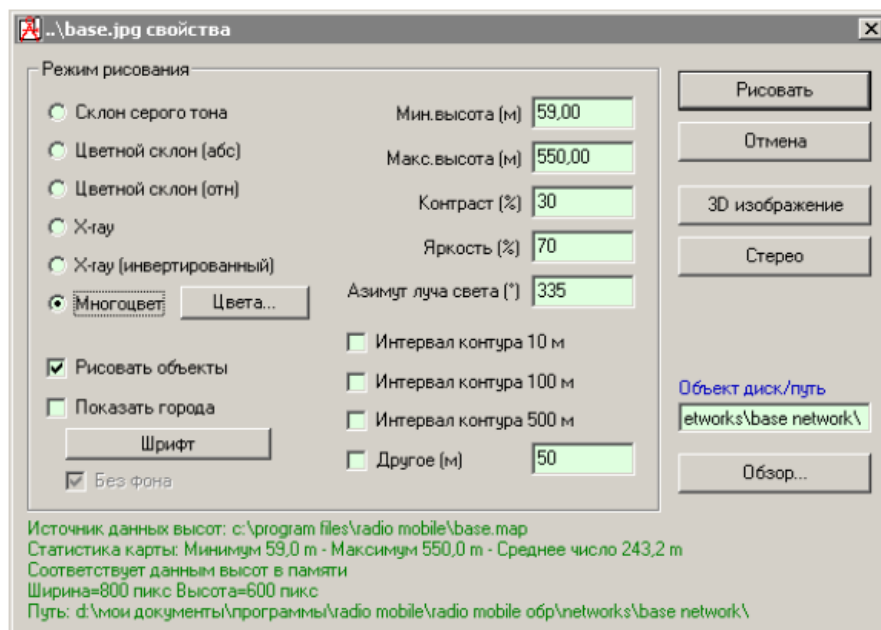 ..\base.jpg свойства
Режим рисования
Склон серого тона
Цветной склон (абс)
Цветной склон (отн)
X-ray
X-ray (инвертированный)
Многоцвет
Цвета...
Рисовать объекты
Показать города
Шрифт
Без фона
Мин.высота (м) 59,00
Макс.высота (м) 550,00
Контраст (%) 30
Яркость (%) 70
Азимут луча света (°) 335
Интервал контура 10 м
Интервал контура 100 м
Интервал контура 500 м
Другое (м) 50
Рисовать
Отмена
3D изображение
Стерео
Объект диск/путь
etworks\base network\
Обзор...
Источник данных высот: c:\program files\radio mobile\base.map
Статистика карты: Минимум 59,0 m - Максимум 550,0 m - Среднее число 243,2 m
Соответствует данным высот в памяти
Ширина=800 пикс Высота=600 пикс
Путь: d:\мои документы\программы\radio mobile\radio mobile обр\networks\base network\